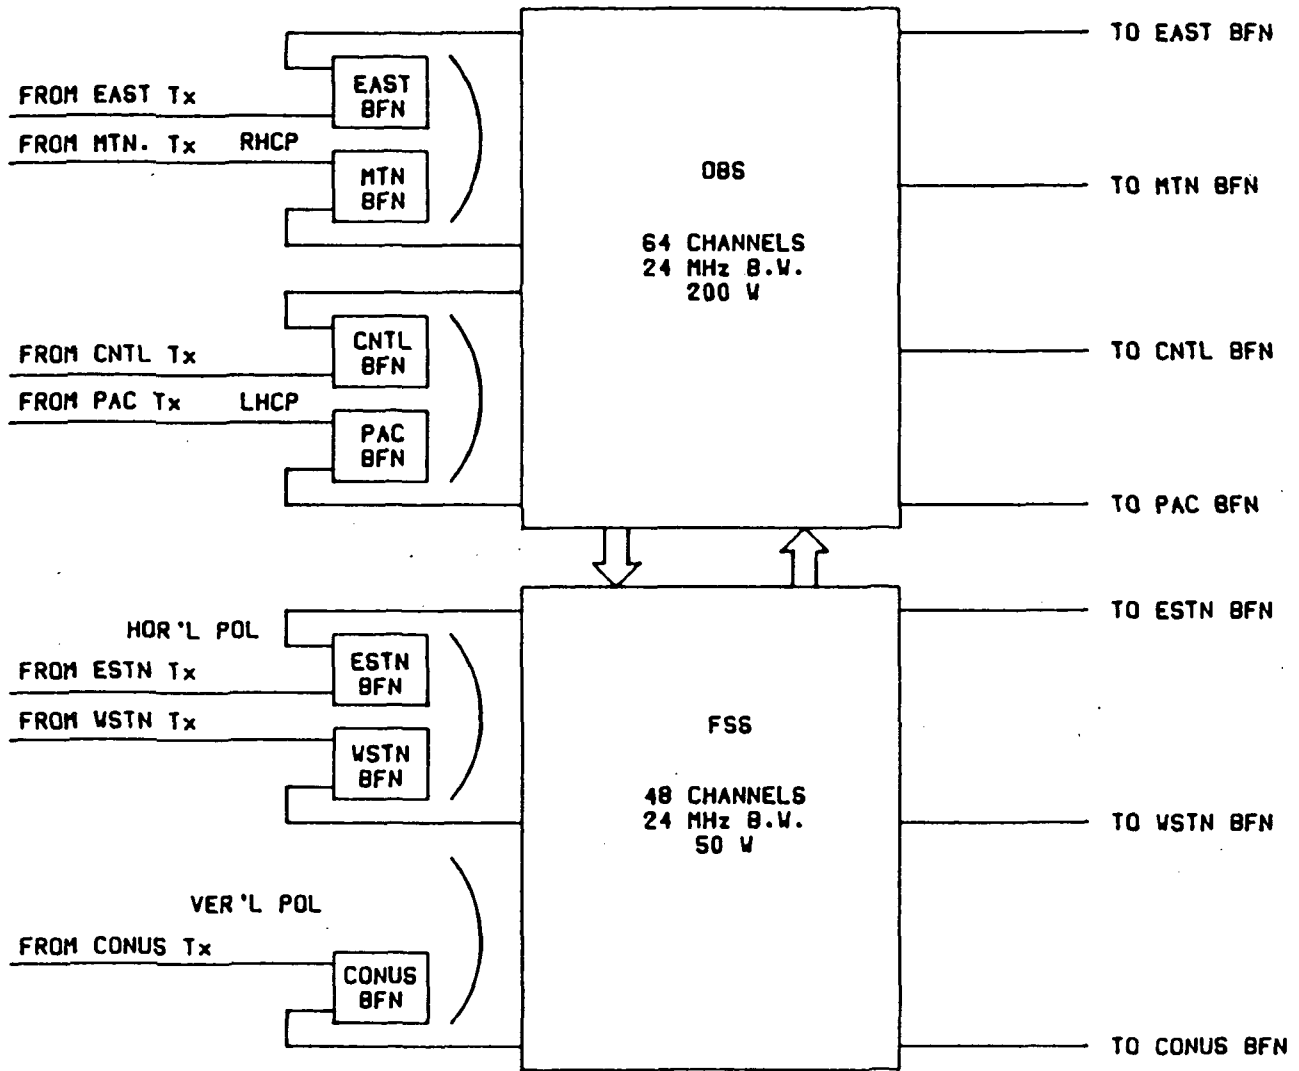 TO EAST BFN
EAST
BFN
FROM EAST Tx
FROM MTN. Tx RHCP
MTN
BFN
DBS
TO MTN BFN
64 CHANNELS
24 MHz B.W.
200 W
CNTL
BFN
FROM CNTL Tx
TO CNTL BFN
FROM PAC Tx LHCP
PAC
BFN
TO PAC BFN
HOR'L POL
TO ESTN BFN
ESTN
BFN
FROM ESTN Tx
FROM WSTN Tx
WSTN
BFN
FSS
48 CHANNELS
24 MHz B.W.
50 W
TO WSTN BFN
VER'L POL
FROM CONUS Tx
CONUS
BFN
TO CONUS BFN